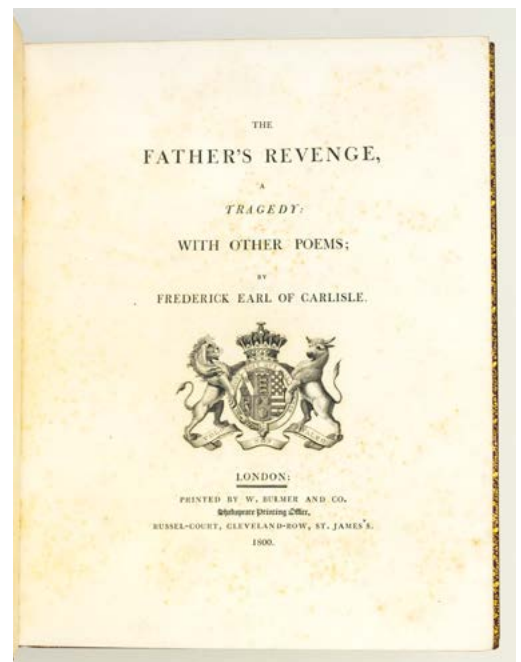 THE
FATHER'S REVENGE,
A
TRAGEDY:
WITH OTHER POEMS;
BY
FREDERICK EARL OF CARLISLE.
LONDON:
PRINTED BY W. BULMER AND CO.
Shakspeare Printing Office,
RUSSEL-COURT, CLEVELAND-ROW, ST. JAMES'S.
1800.